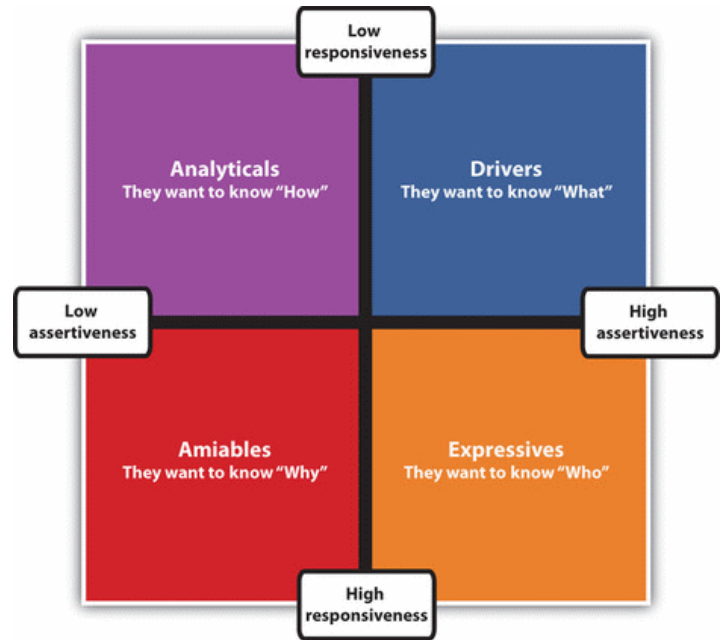 Low
responsiveness
Analyticals
They want to know “How”
Drivers
They want to know “What”
Low
assertiveness
High
assertiveness
Amiables
They want to know “Why”
Expressives
They want to know “Who”
High
responsiveness